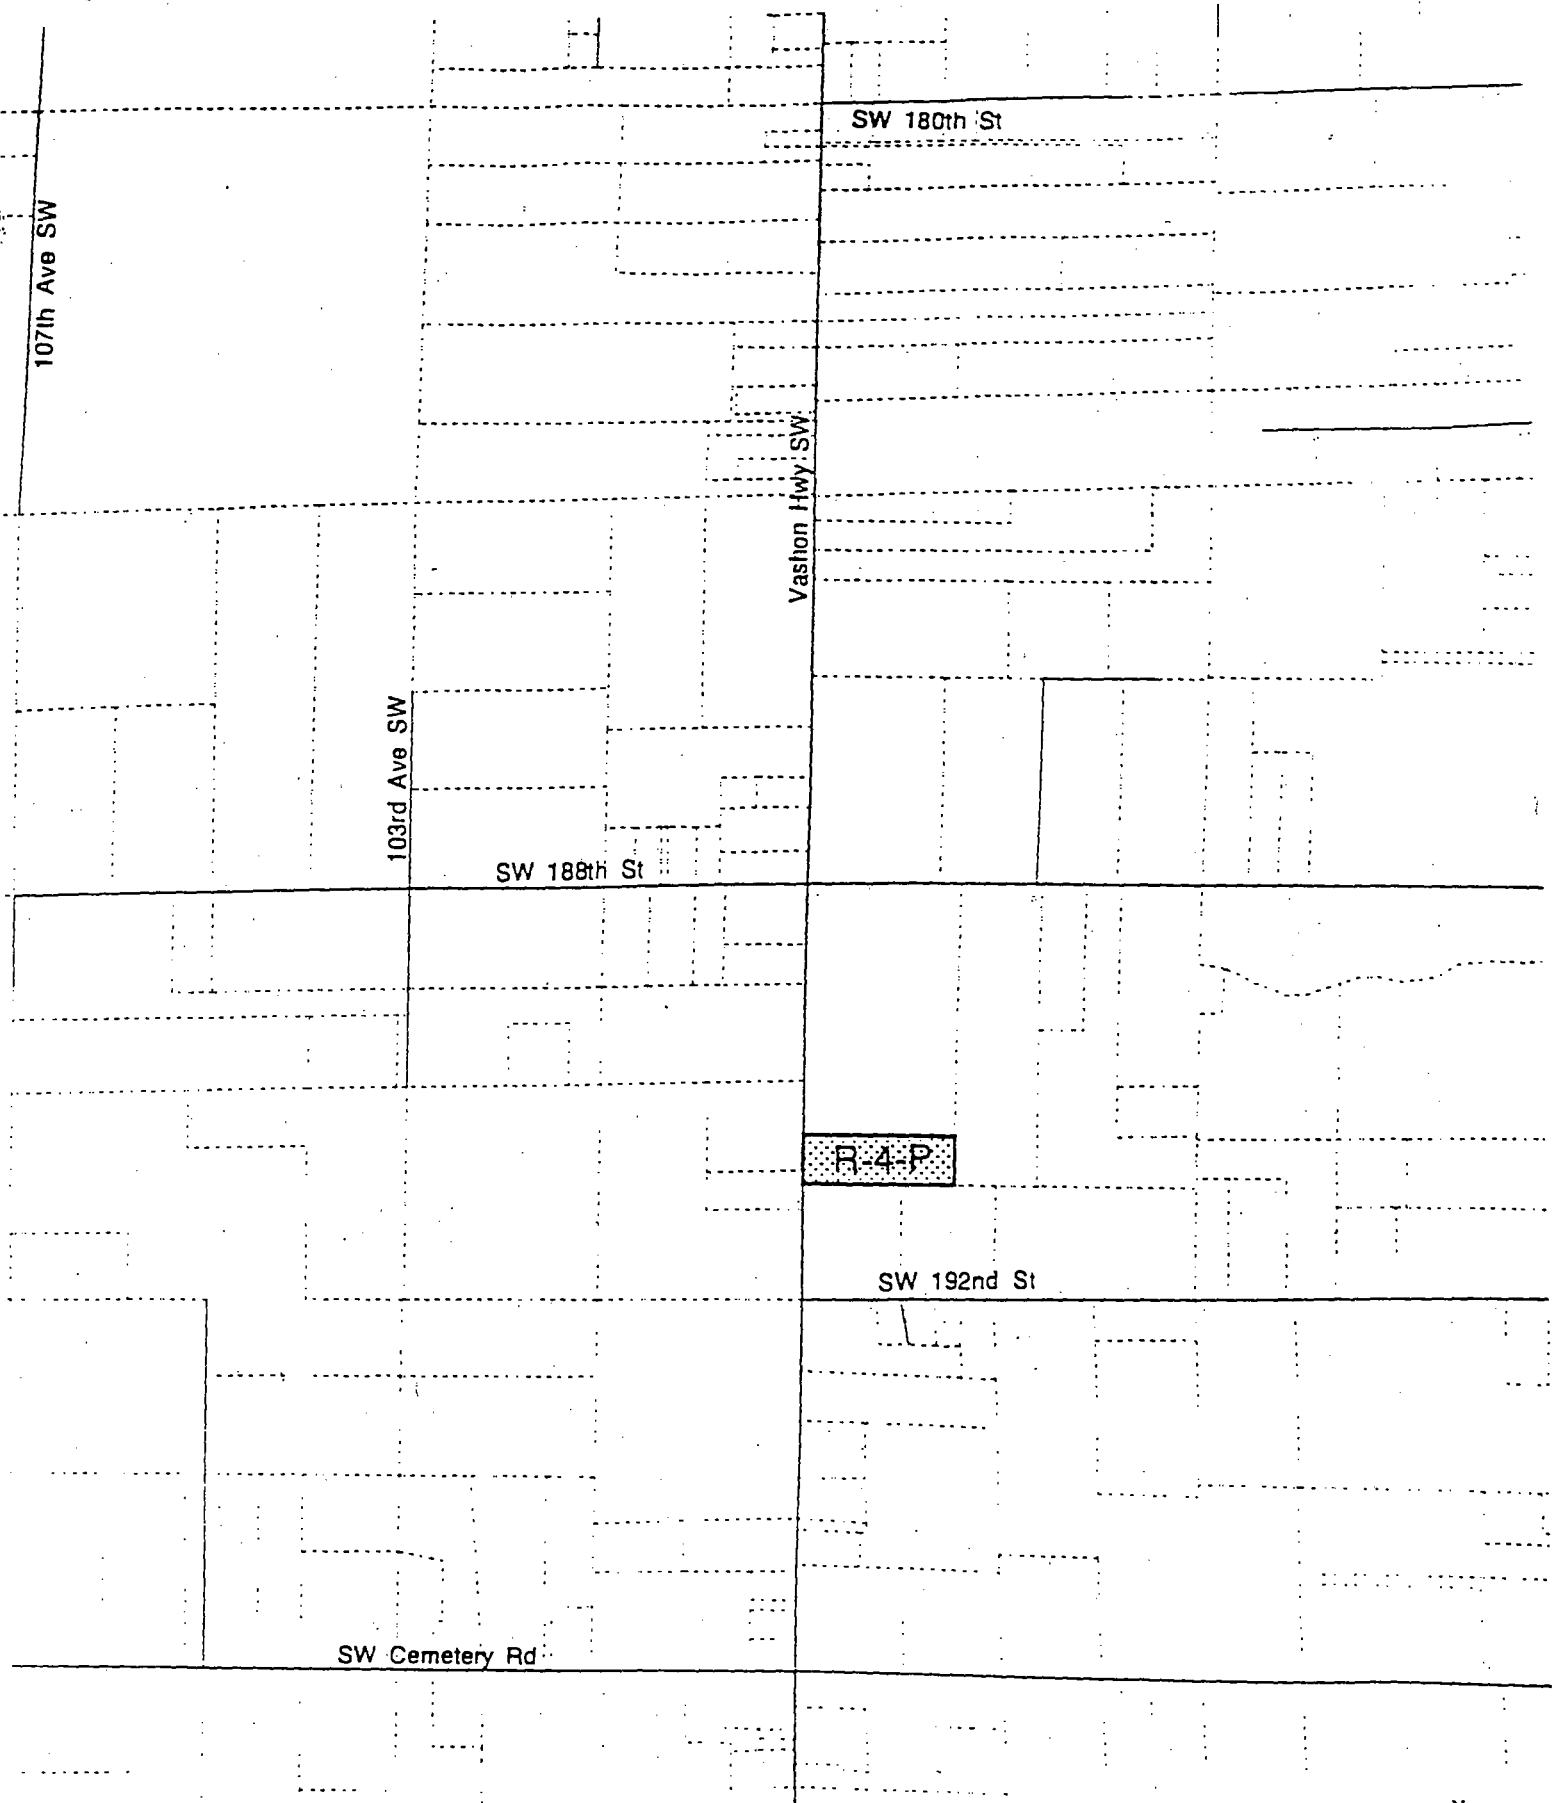 SW 180th St
107th Ave SW
Vashon Hwy SW
103rd Ave SW
SW 188th St
R-4-P
SW 192nd St
SW Cemetery Rd